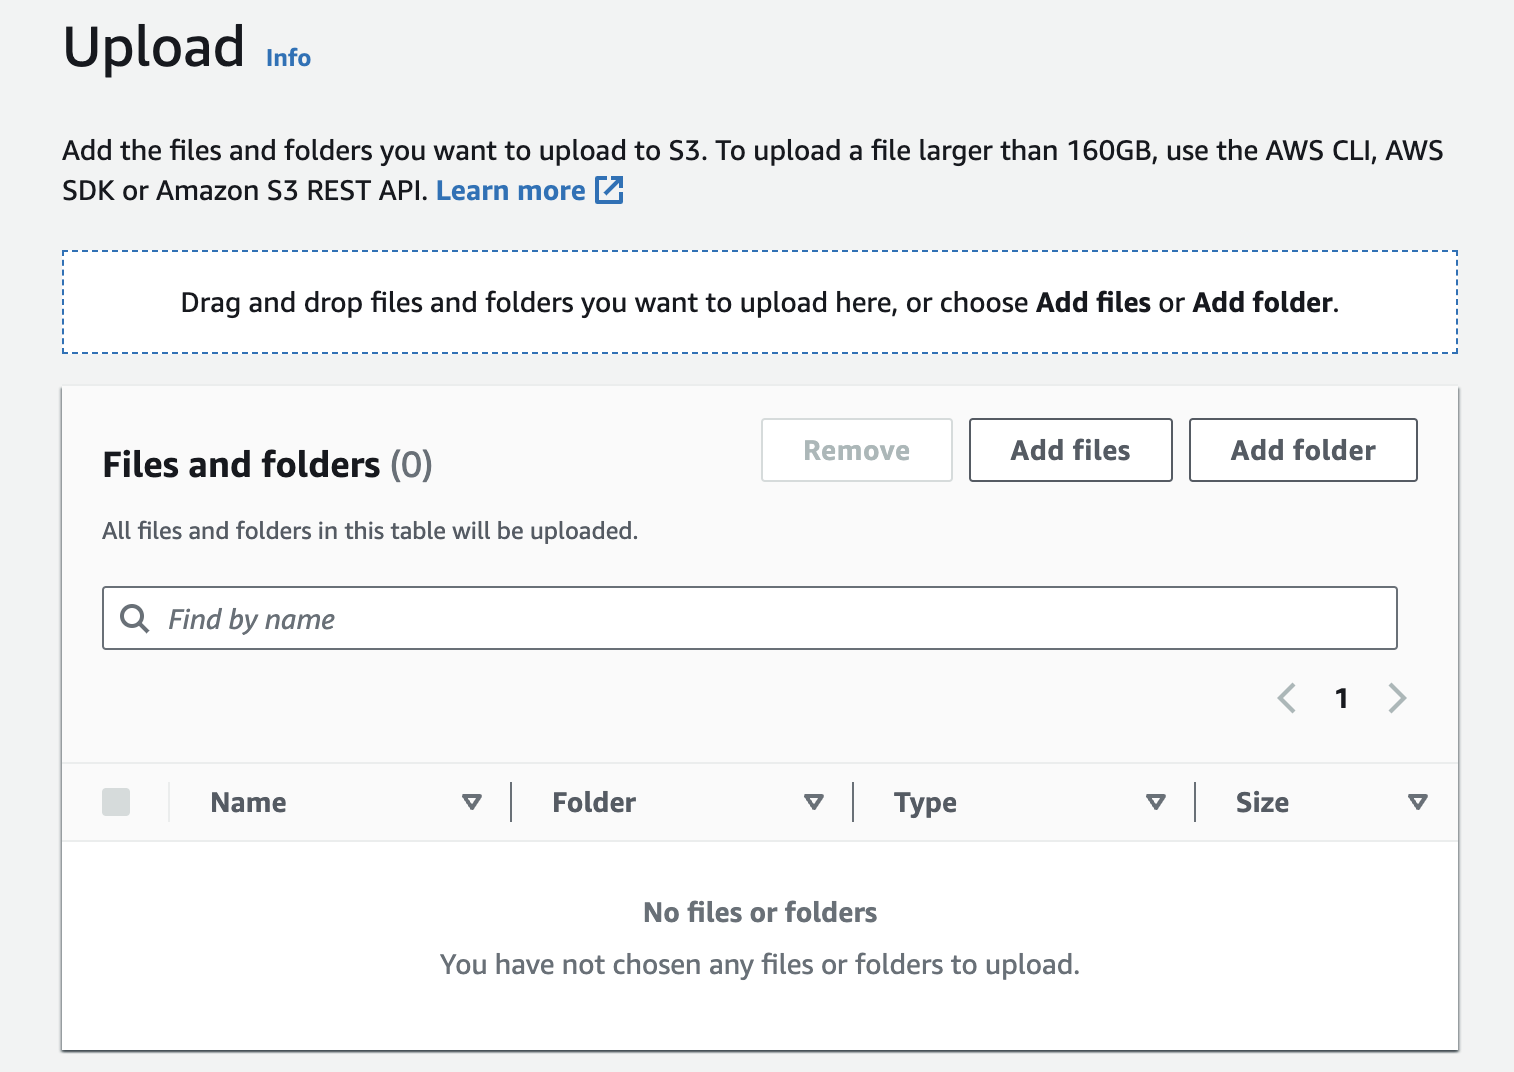 Upload Info
Add the files and folders you want to upload to S3. To upload a file larger than 160GB, use the AWS CLI, AWS
SDK or Amazon S3 REST API. Learn more
Drag and drop files and folders you want to upload here, or choose Add files or Add folder.
Files and folders (0)
Remove
Add files
Add folder
All files and folders in this table will be uploaded.
Find by name
1
Name Folder Type Size
No files or folders
You have not chosen any files or folders to upload.